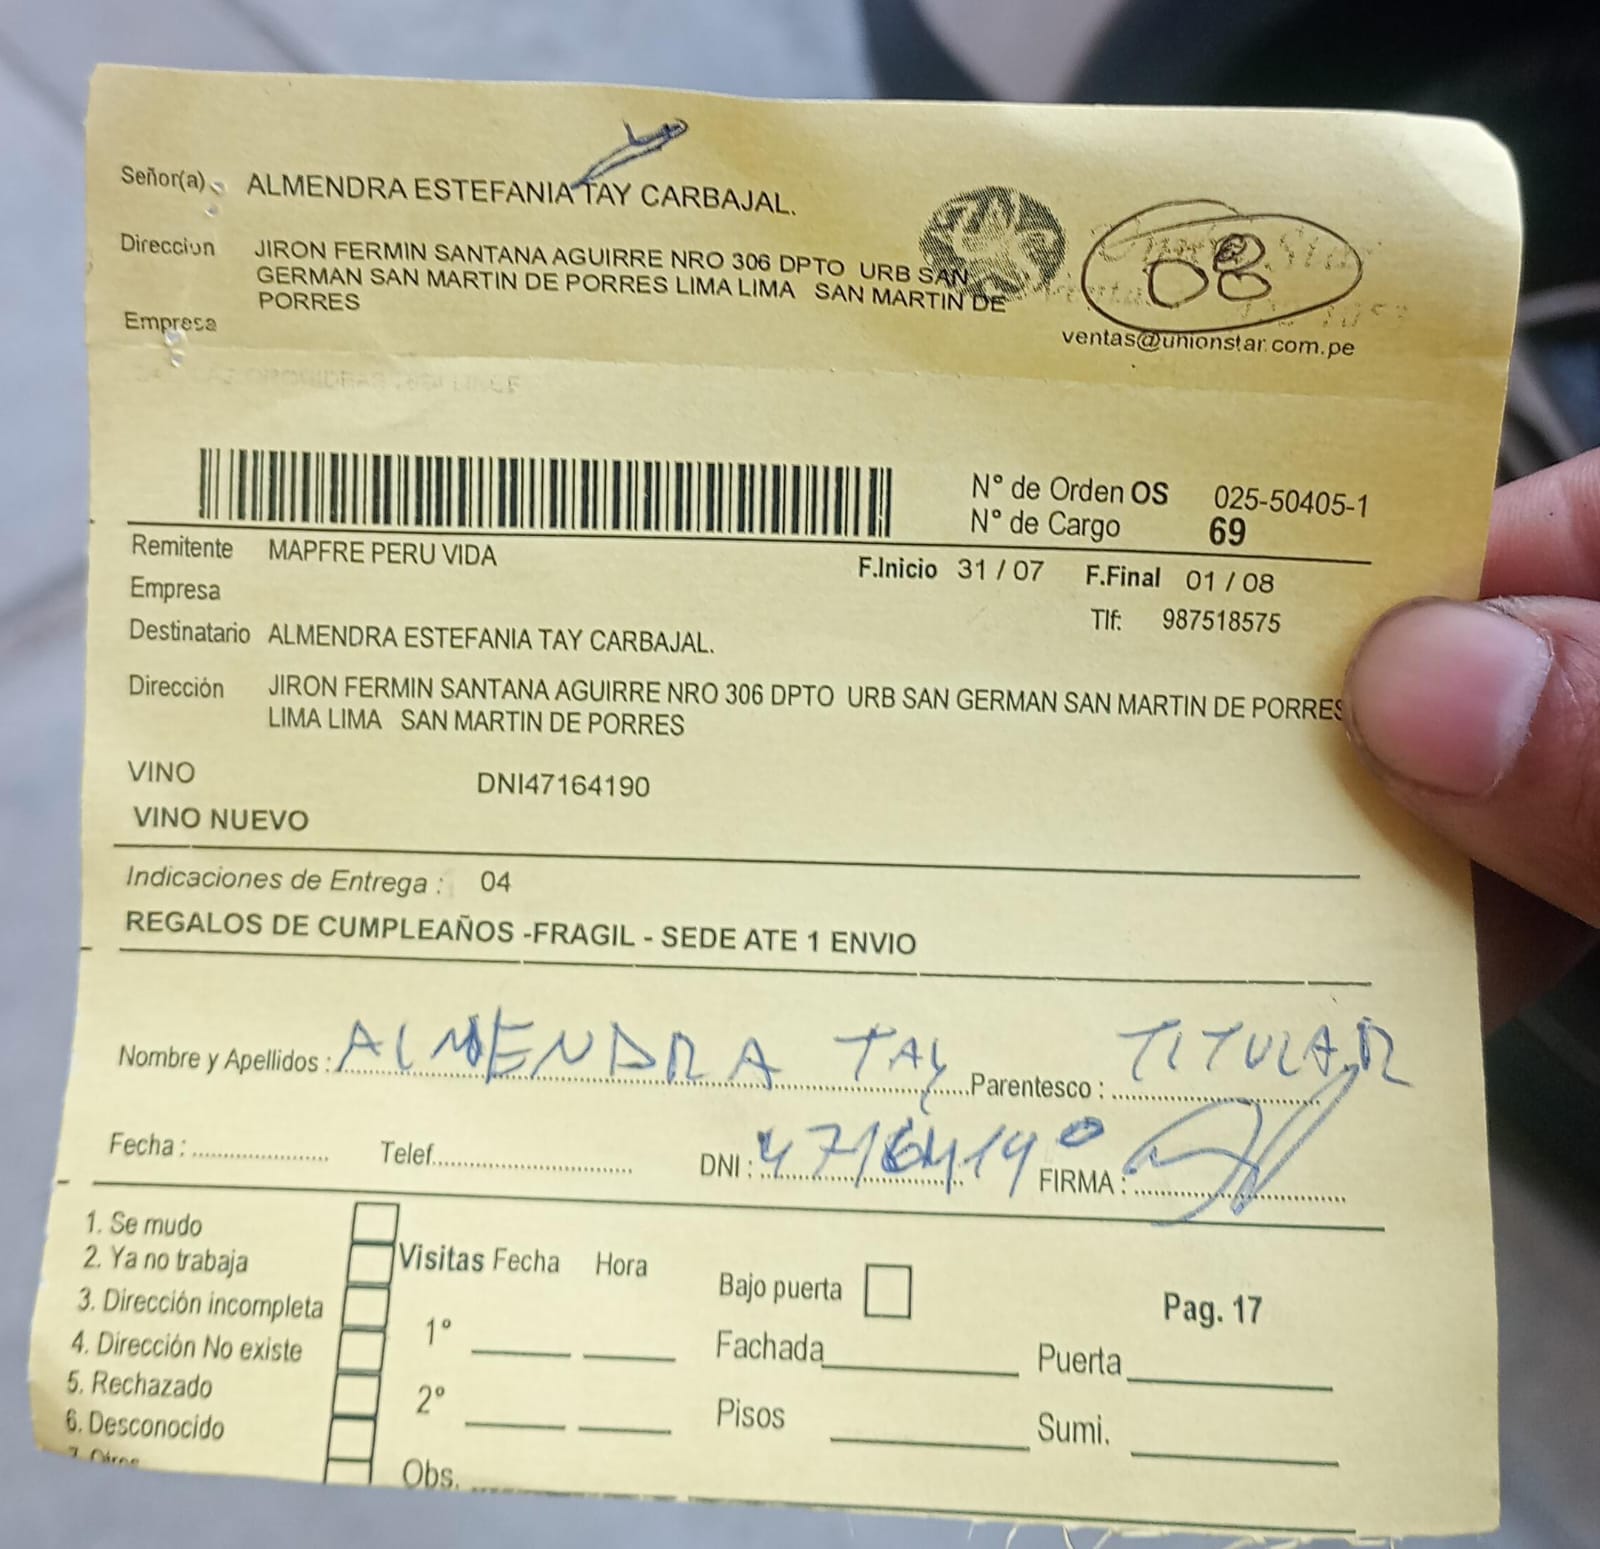 Señor(a) ALMENDRA ESTEFANIA TAY CARBAJAL.
Direccion JIRON FERMIN SANTANA AGUIRRE NRO 306 DPTO URB SAN
GERMAN SAN MARTIN DE PORRES LIMA LIMA SAN MARTIN DE
PORRES
Empresa
08
ventas@unionstar.com.pe
N° de Orden OS 025-50405-1
N° de Cargo 69
Remitente MAPFRE PERU VIDA
F.Inicio 31 / 07 F.Final 01 / 08
Empresa
Tlf: 987518575
Destinatario ALMENDRA ESTEFANIA TAY CARBAJAL.
Dirección JIRON FERMIN SANTANA AGUIRRE NRO 306 DPTO URB SAN GERMAN SAN MARTIN DE PORRES
LIMA LIMA SAN MARTIN DE PORRES
VINO DNI47164190
VINO NUEVO
Indicaciones de Entrega : 04
REGALOS DE CUMPLEAÑOS -FRAGIL - SEDE ATE 1 ENVIO
Nombre y Apellidos : ALMENDRA TAY Parentesco : TITULAR
Fecha : Telef. DNI : 47164190 FIRMA :
1. Se mudo
2. Ya no trabaja
3. Dirección incompleta
4. Dirección No existe
5. Rechazado
6. Desconocido
7. Otros
Visitas Fecha Hora
1°
2°
Obs.
Bajo puerta
Pag. 17
Fachada Puerta
Pisos Sumi.